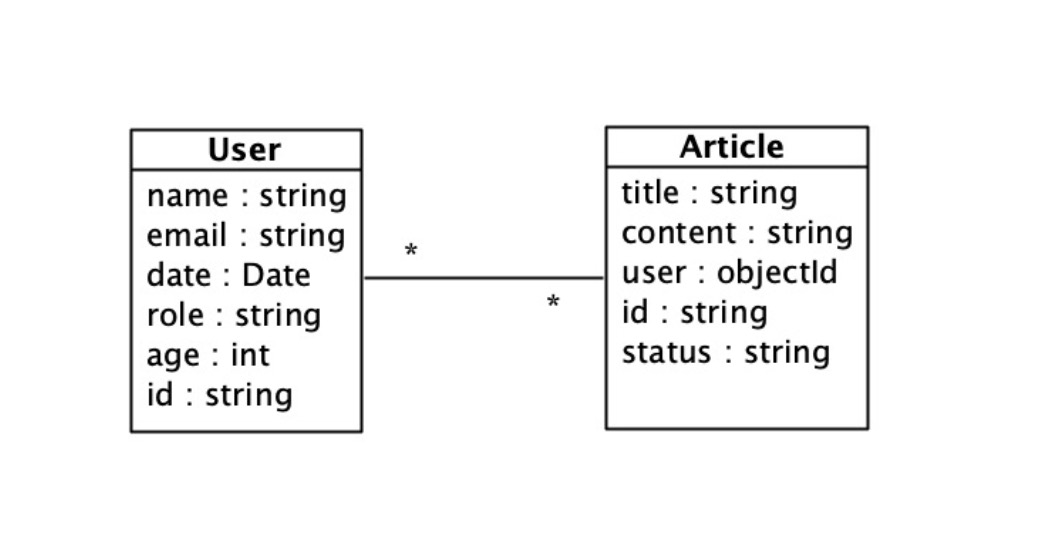 User
name : string
email : string
date : Date
role : string
age : int
id : string
*
*
Article
title : string
content : string
user : objectId
id : string
status : string